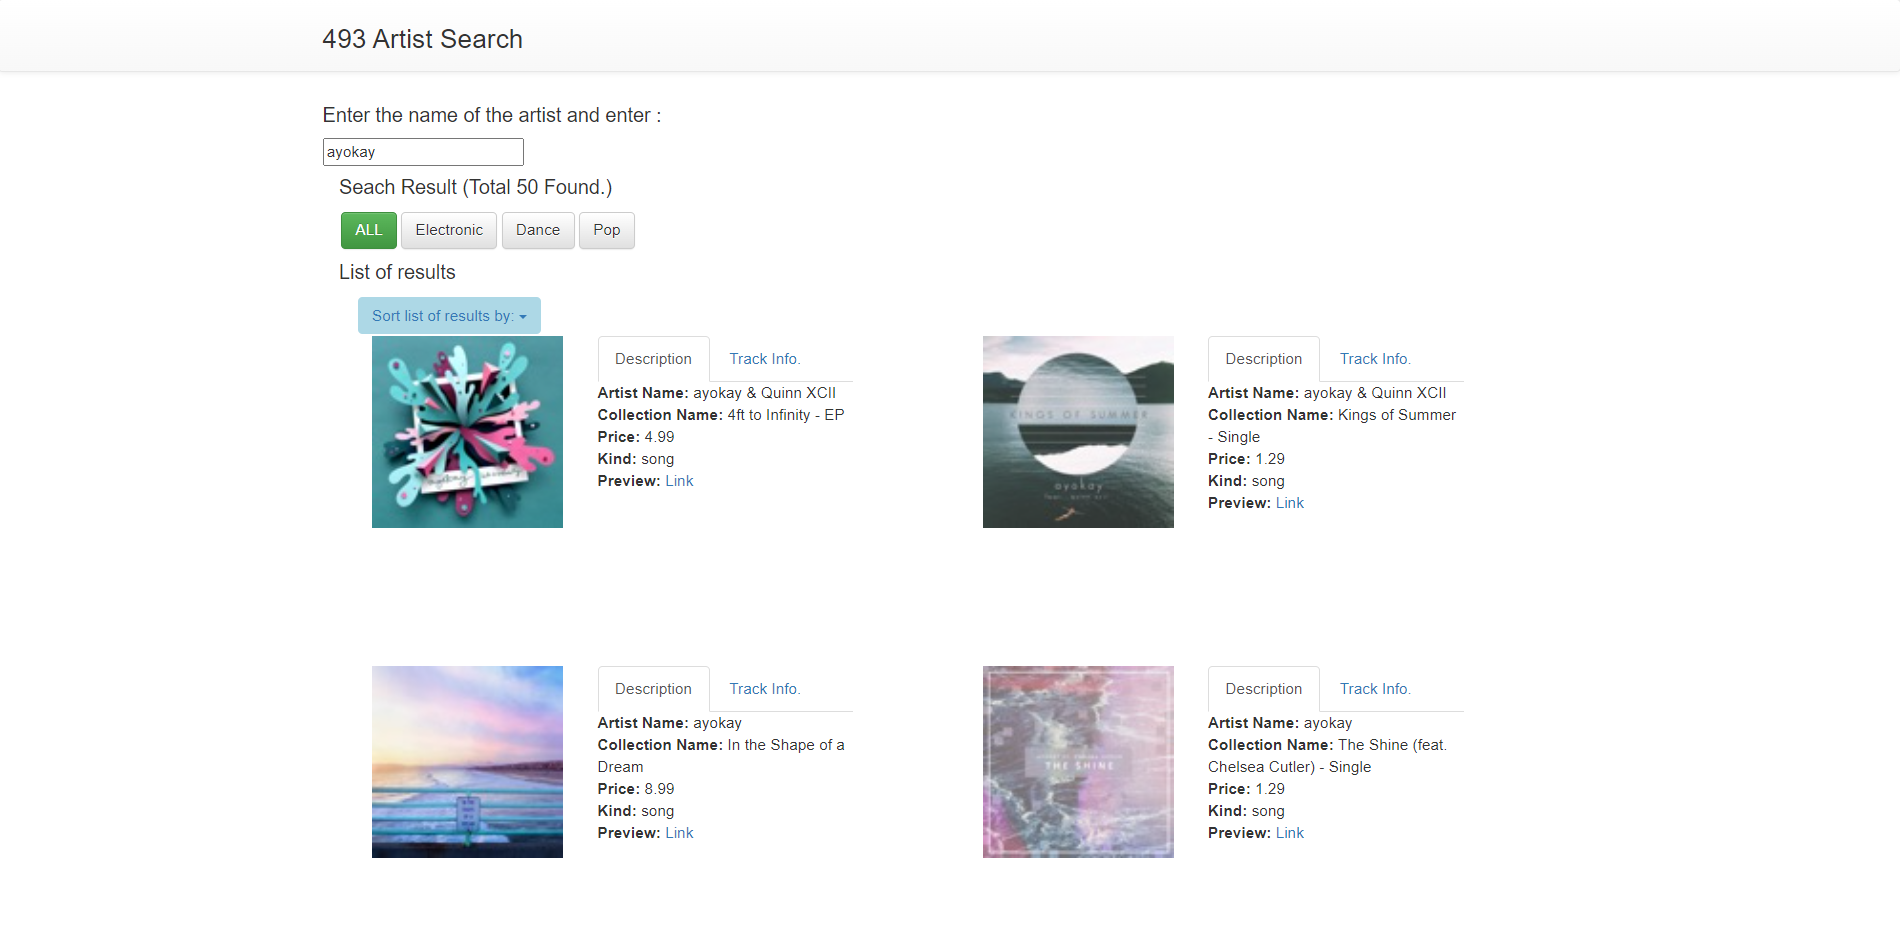 493 Artist Search
Enter the name of the artist and enter :
ayokay
Seach Result (Total 50 Found.)
ALL Electronic Dance Pop
List of results
Sort list of results by:
Description Track Info.
Artist Name: ayokay & Quinn XCII
Collection Name: 4ft to Infinity - EP
Price: 4.99
Kind: song
Preview: Link
KINGS OF SUMMER
ayokay
Description Track Info.
Artist Name: ayokay & Quinn XCII
Collection Name: Kings of Summer
- Single
Price: 1.29
Kind: song
Preview: Link
Description Track Info.
Artist Name: ayokay
Collection Name: In the Shape of a
Dream
Price: 8.99
Kind: song
Preview: Link
THE SHINE
Description Track Info.
Artist Name: ayokay
Collection Name: The Shine (feat.
Chelsea Cutler) - Single
Price: 1.29
Kind: song
Preview: Link